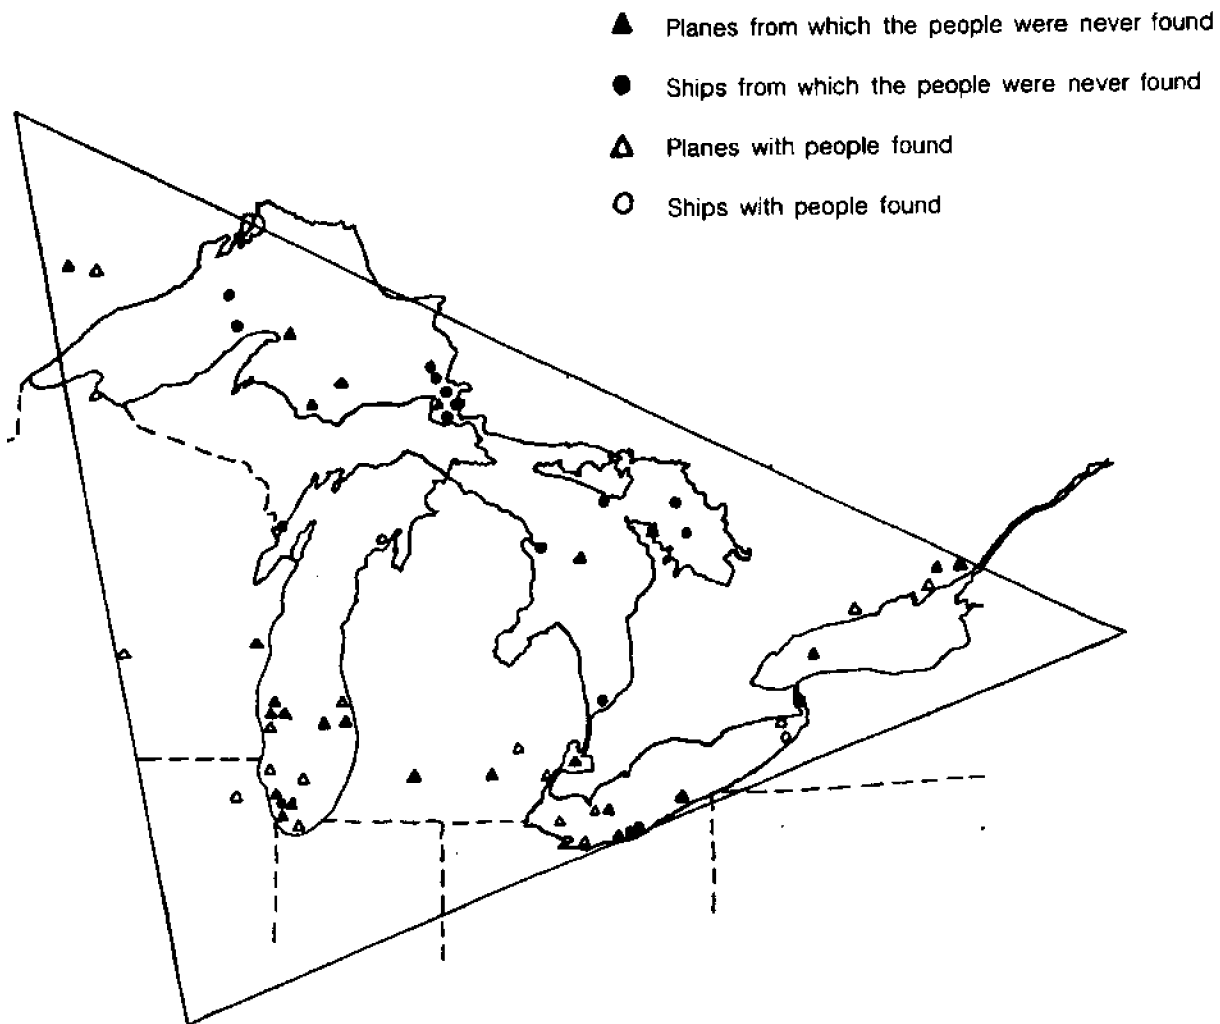 Planes from which the people were never found
Ships from which the people were never found
Planes with people found
Ships with people found